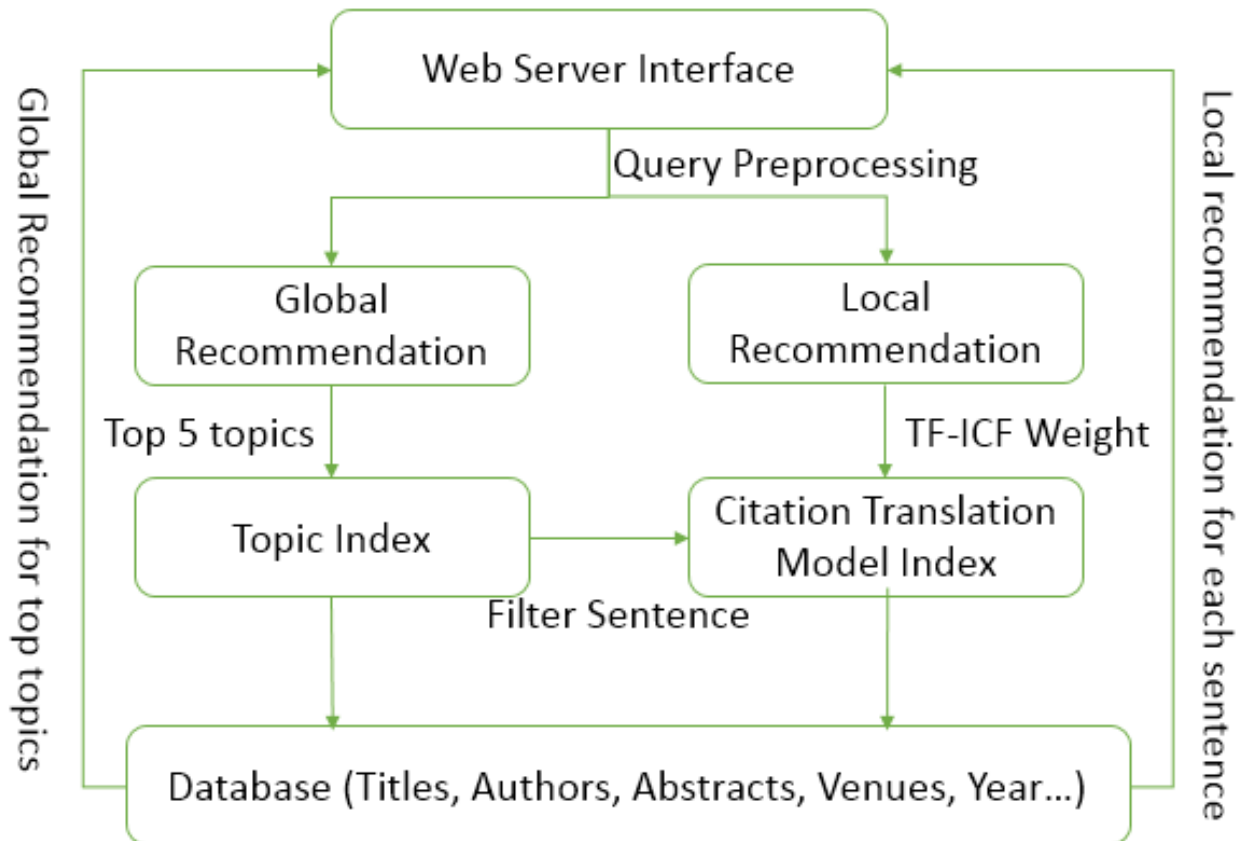 Web Server Interface
Query Preprocessing
Global
Recommendation
Local
Recommendation
Top 5 topics
TF-ICF Weight
Topic Index
Citation Translation
Model Index
Filter Sentence
Database (Titles, Authors, Abstracts, Venues, Year...)
Global Recommendation for top topics
Local recommendation for each sentence